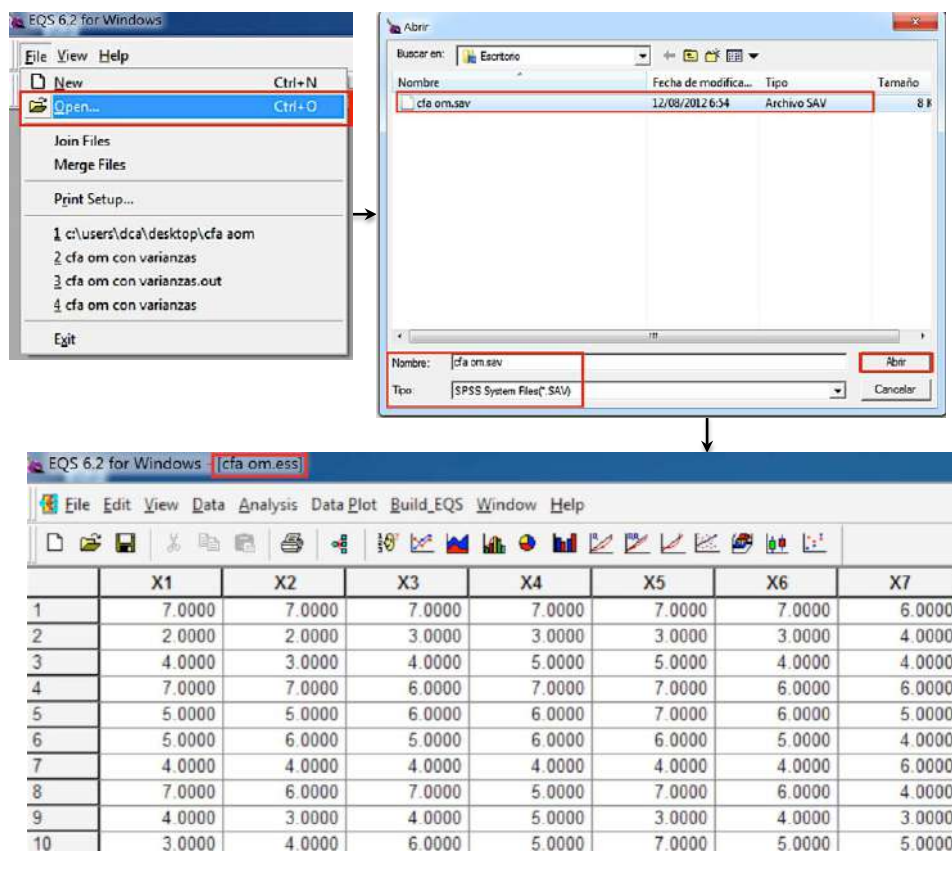 EQS 6.2 for Windows
File View Help
New Ctrl+N
Open... Ctrl+O
Join Files
Merge Files
Print Setup...
1 c:\users\dca\desktop\cfa aom
2 cfa om con varianzas
3 cfa om con varianzas.out
4 cfa om con varianzas
Exit
Abrir
Buscar en: Escritorio
Nombre Fecha de modifica... Tipo Tamaño
cfa om.sav 12/08/2012 6:54 Archivo SAV 8 K
Nombre: cfa om.sav Abrir
Tipo: SPSS System Files(*.SAV) Cancelar
EQS 6.2 for Windows - [cfa om.ess]
File Edit View Data Analysis Data Plot Build_EQS Window Help
X1 X2 X3 X4 X5 X6 X7
1 7.0000 7.0000 7.0000 7.0000 7.0000 7.0000 6.0000
2 2.0000 2.0000 3.0000 3.0000 3.0000 3.0000 4.0000
3 4.0000 3.0000 4.0000 5.0000 5.0000 4.0000 4.0000
4 7.0000 7.0000 6.0000 7.0000 7.0000 6.0000 6.0000
5 5.0000 5.0000 6.0000 6.0000 7.0000 6.0000 5.0000
6 5.0000 6.0000 5.0000 6.0000 6.0000 5.0000 4.0000
7 4.0000 4.0000 4.0000 4.0000 4.0000 4.0000 6.0000
8 7.0000 6.0000 7.0000 5.0000 7.0000 6.0000 4.0000
9 4.0000 3.0000 4.0000 5.0000 3.0000 4.0000 3.0000
10 3.0000 4.0000 6.0000 5.0000 7.0000 5.0000 5.0000